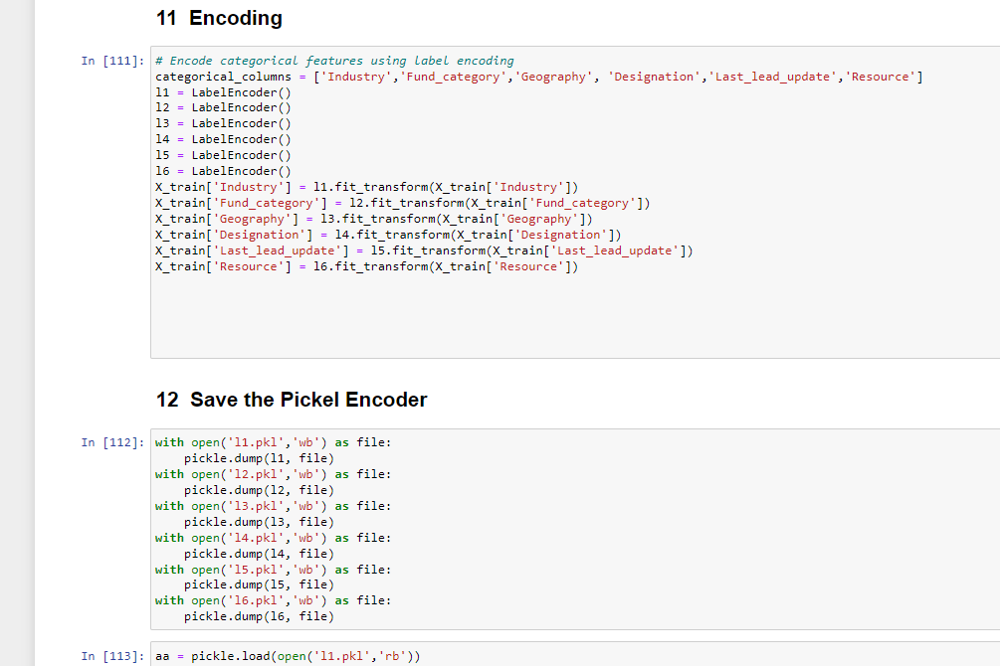 11 Encoding
In [111]: # Encode categorical features using label encoding
categorical_columns = ['Industry','Fund_category','Geography', 'Designation','Last_lead_update','Resource']
l1 = LabelEncoder()
l2 = LabelEncoder()
l3 = LabelEncoder()
l4 = LabelEncoder()
l5 = LabelEncoder()
l6 = LabelEncoder()
X_train['Industry'] = l1.fit_transform(X_train['Industry'])
X_train['Fund_category'] = l2.fit_transform(X_train['Fund_category'])
X_train['Geography'] = l3.fit_transform(X_train['Geography'])
X_train['Designation'] = l4.fit_transform(X_train['Designation'])
X_train['Last_lead_update'] = l5.fit_transform(X_train['Last_lead_update'])
X_train['Resource'] = l6.fit_transform(X_train['Resource'])
12 Save the Pickel Encoder
In [112]: with open('l1.pkl','wb') as file:
    pickle.dump(l1, file)
with open('l2.pkl','wb') as file:
    pickle.dump(l2, file)
with open('l3.pkl','wb') as file:
    pickle.dump(l3, file)
with open('l4.pkl','wb') as file:
    pickle.dump(l4, file)
with open('l5.pkl','wb') as file:
    pickle.dump(l5, file)
with open('l6.pkl','wb') as file:
    pickle.dump(l6, file)
In [113]: aa = pickle.load(open('l1.pkl','rb'))